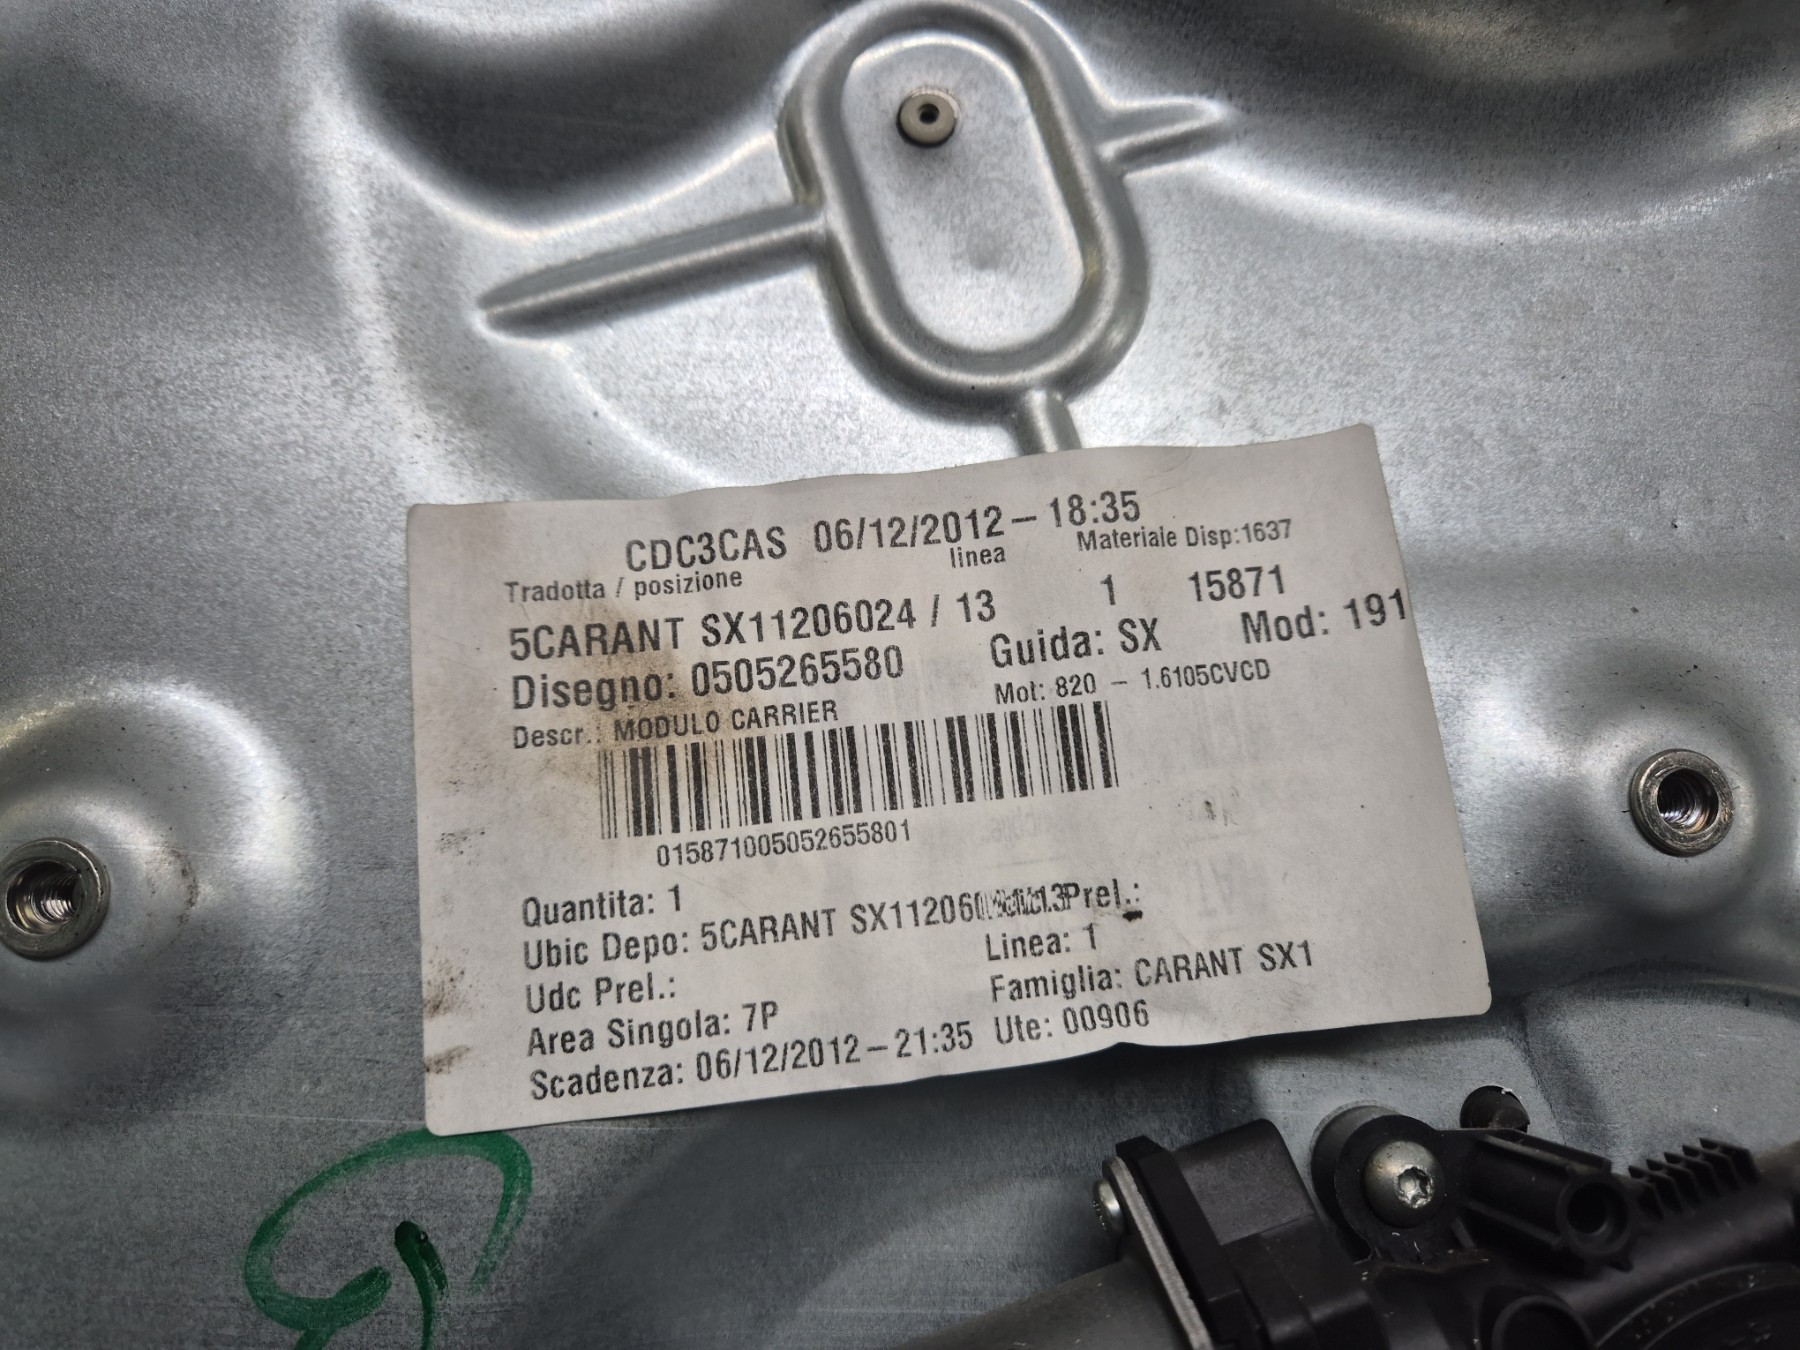 CDC3CAS 06/12/2012 – 18:35
Tradotta / posizione linea Materiale Disp:1637
5CARANT SX11206024 / 13 1 15871
Disegno: 0505265580 Guida: SX Mod: 191
Descr.: MODULO CARRIER Mot: 820 – 1.6105CVCD
015871005052655801
Quantita: 1
Ubic Depo: 5CARANT Prel.:
Udc Prel.: Linea: 1
Area Singola: 7P Famiglia: CARANT SX1
Scadenza: 06/12/2012 – 21:35 Ute: 00906